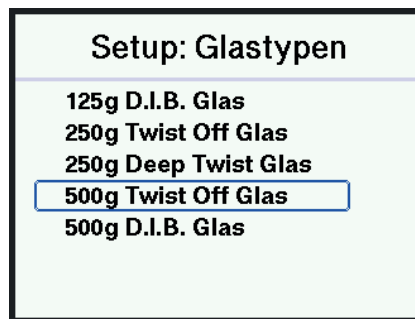 Setup: Glastypen
125g D.I.B. Glas
250g Twist Off Glas
250g Deep Twist Glas
500g Twist Off Glas
500g D.I.B. Glas